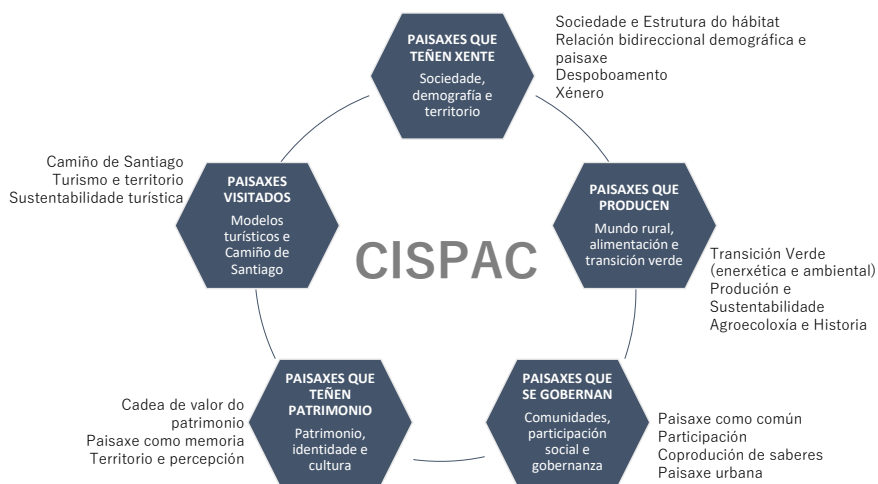 PAISAXES QUE
TEÑEN XENTE
Sociedade,
demografía e
territorio
Sociedade e Estrutura do hábitat
Relación bidireccional demográfica e
paisaxe
Despoboamento
Xénero
Camiño de Santiago
Turismo e territorio
Sustentabilidade turística
PAISAXES
VISITADOS
Modelos
turísticos e
Camiño de
Santiago
CISPAC
PAISAXES QUE
PRODUCEN
Mundo rural,
alimentación e
transición verde
Transición Verde
(enerxética e ambiental)
Produción e
Sustentabilidade
Agroecoloxía e Historia
Cadea de valor do
patrimonio
Paisaxe como memoria
Territorio e percepción
PAISAXES QUE
TEÑEN
PATRIMONIO
Patrimonio,
identidade e
cultura
PAISAXES QUE
SE GOBERNAN
Comunidades,
participación
social e
gobernanza
Paisaxe como común
Participación
Coprodución de saberes
Paisaxe urbana